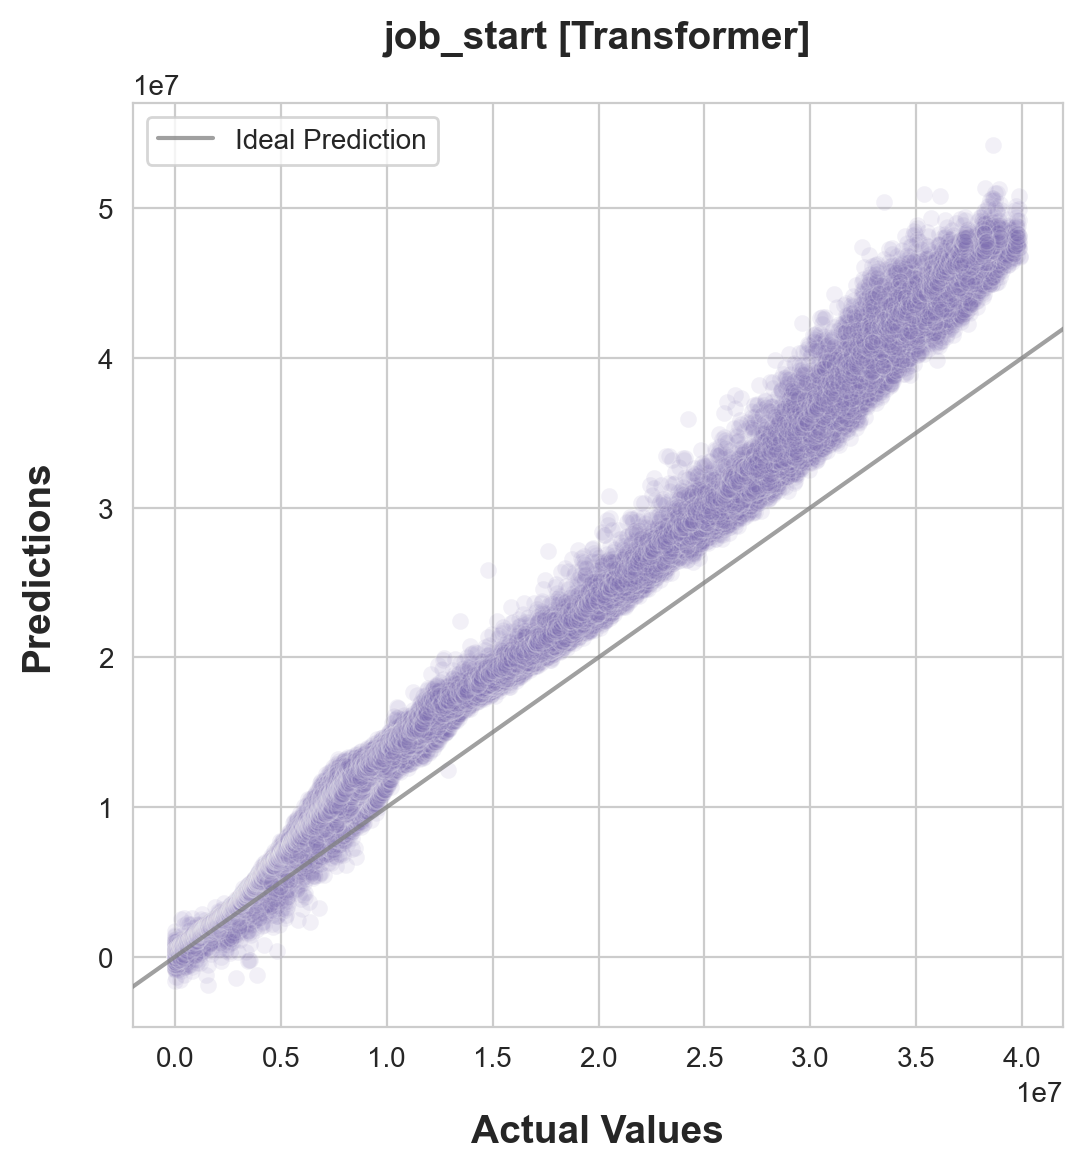 job_start [Transformer]
1e7
Ideal Prediction
5
4
3
2
1
0
Predictions
0.0 0.5 1.0 1.5 2.0 2.5 3.0 3.5 4.0
1e7
Actual Values